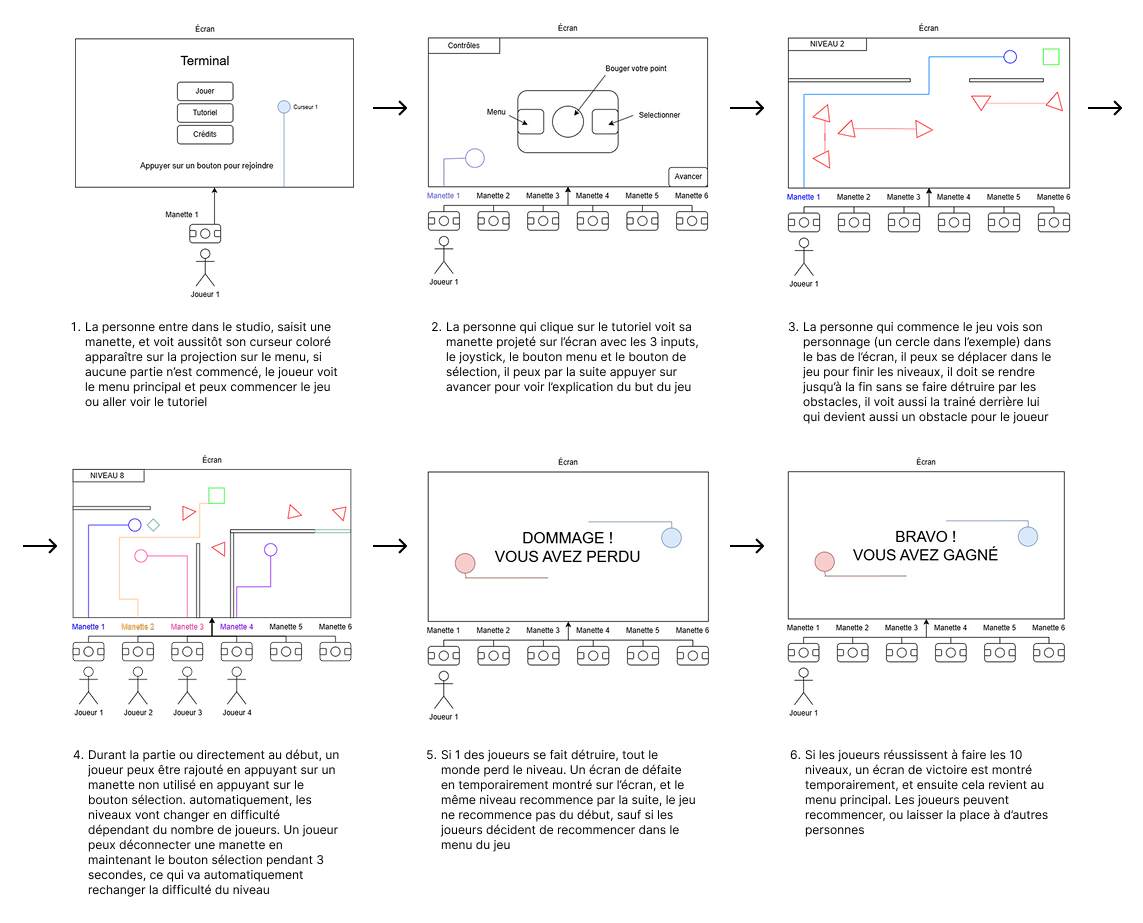 Écran
Terminal
Jouer
Tutoriel
Crédits
Curseur 1
Appuyer sur un bouton pour rejoindre
Manette 1
Joueur 1
1. La personne entre dans le studio, saisit une
manette, et voit aussitôt son curseur coloré
apparaître sur la projection sur le menu, si
aucune partie n'est commencé, le joueur voit
le menu principal et peux commencer le jeu
ou aller voir le tutoriel
Écran
Contrôles
Bouger votre point
Menu
Selectionner
Avancer
Manette 1 Manette 2 Manette 3 Manette 4 Manette 5 Manette 6
Joueur 1
2. La personne qui clique sur le tutoriel voit sa
manette projeté sur l'écran avec les 3 inputs,
le joystick, le bouton menu et le bouton de
sélection, il peux par la suite appuyer sur
avancer pour voir l'explication du but du jeu
Écran
NIVEAU 2
Manette 1 Manette 2 Manette 3 Manette 4 Manette 5 Manette 6
Joueur 1
3. La personne qui commence le jeu vois son
personnage (un cercle dans l'exemple) dans
le bas de l'écran, il peux se déplacer dans le
jeu pour finir les niveaux, il doit se rendre
jusqu'à la fin sans se faire détruire par les
obstacles, il voit aussi la trainé derrière lui
qui devient aussi un obstacle pour le joueur
Écran
NIVEAU 8
Manette 1 Manette 2 Manette 3 Manette 4 Manette 5 Manette 6
Joueur 1 Joueur 2 Joueur 3 Joueur 4
4. Durant la partie ou directement au début, un
joueur peux être rajouté en appuyant sur un
manette non utilisé en appuyant sur le
bouton sélection. automatiquement, les
niveaux vont changer en difficulté
dépendant du nombre de joueurs. Un joueur
peux déconnecter une manette en
maintenant le bouton sélection pendant 3
secondes, ce qui va automatiquement
rechanger la difficulté du niveau
Écran
DOMMAGE !
VOUS AVEZ PERDU
Manette 1 Manette 2 Manette 3 Manette 4 Manette 5 Manette 6
Joueur 1
5. Si 1 des joueurs se fait détruire, tout le
monde perd le niveau. Un écran de défaite
en temporairement montré sur l'écran, et le
même niveau recommence par la suite, le jeu
ne recommence pas du début, sauf si les
joueurs décident de recommencer dans le
menu du jeu
Écran
BRAVO !
VOUS AVEZ GAGNÉ
Manette 1 Manette 2 Manette 3 Manette 4 Manette 5 Manette 6
Joueur 1
6. Si les joueurs réussissent à faire les 10
niveaux, un écran de victoire est montré
temporairement, et ensuite cela revient au
menu principal. Les joueurs peuvent
recommencer, ou laisser la place à d'autres
personnes